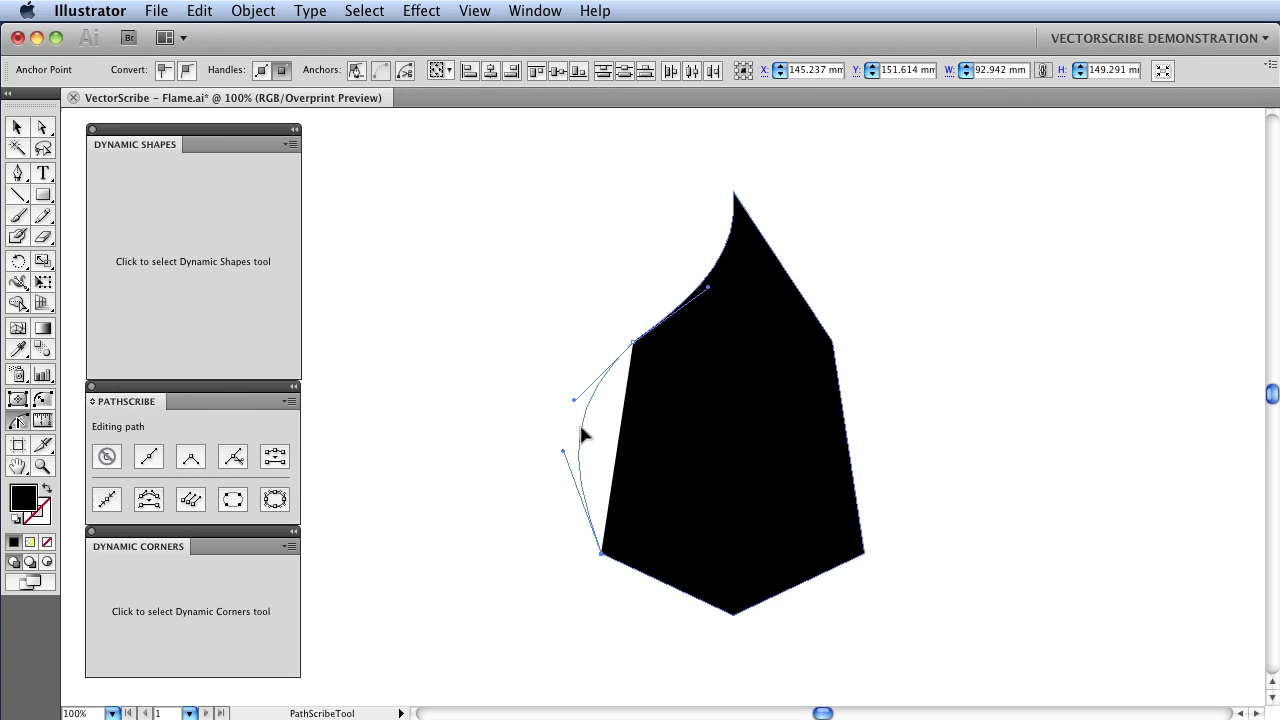 Illustrator File Edit Object Type Select Effect View Window Help
Ai Br VECTORSCRIBE DEMONSTRATION
Anchor Point Convert: Handles: Anchors: X: 145.237 mm Y: 151.614 mm W: 92.942 mm H: 149.291 mm
VectorScribe - Flame.ai* @ 100% (RGB/Overprint Preview)
DYNAMIC SHAPES
Click to select Dynamic Shapes tool
PATHSCRIBE
Editing path
DYNAMIC CORNERS
Click to select Dynamic Corners tool
T
100% 1 PathScribeTool